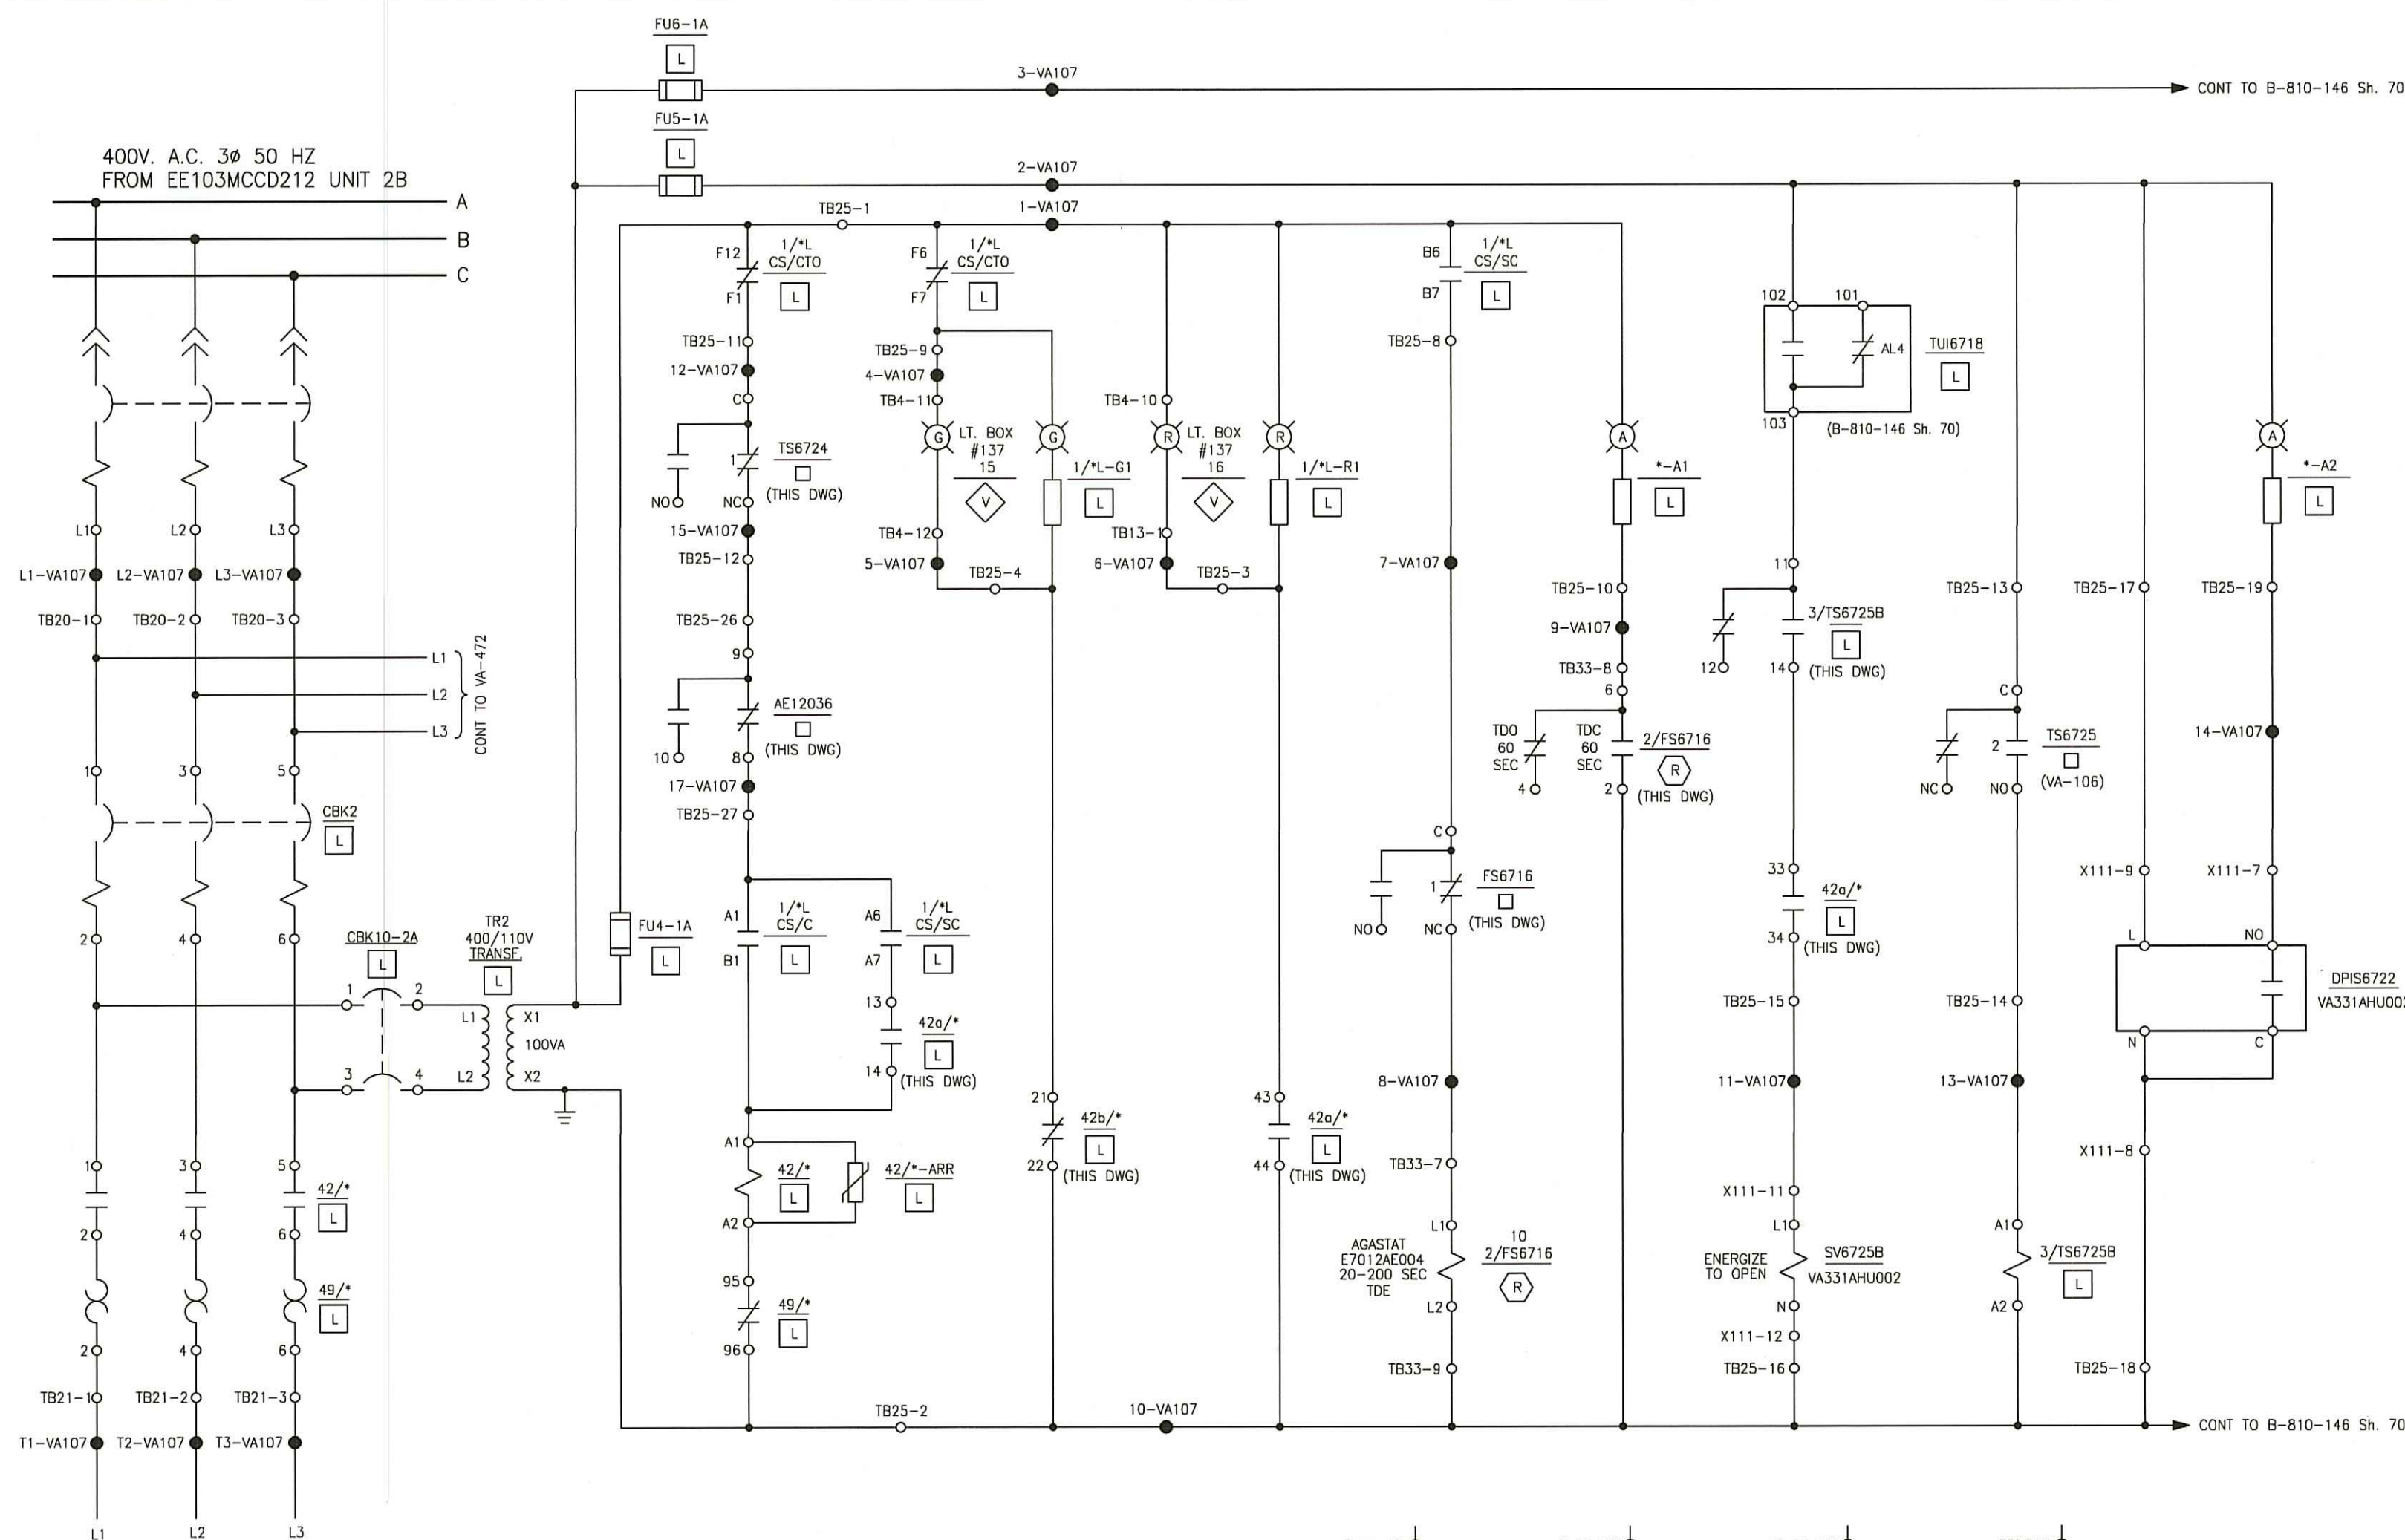 FU6-1A
L
3-VA107
CONT TO B-810-146 Sh. 70
FU5-1A
L
2-VA107
400V. A.C. 3ø 50 HZ
FROM EE103MCCD212 UNIT 2B
A
B
C
TB25-1
1-VA107
F12
1/*L
CS/CTO
F1
L
F6
1/*L
CS/CTO
F7
L
B6
1/*L
CS/SC
B7
L
102
101
AL4
TUI6718
L
103
(B-810-146 Sh. 70)
TB25-11
12-VA107
C
TB25-9
4-VA107
TB4-11
TB4-10
TB25-8
G
LT. BOX
#137
15
V
G
1/*L-G1
L
R
LT. BOX
#137
16
V
R
1/*L-R1
L
A
*-A1
L
A
*-A2
L
1
TS6724
(THIS DWG)
NO
NC
15-VA107
TB25-12
TB4-12
5-VA107
TB25-4
TB13-1
6-VA107
TB25-3
7-VA107
L1
L2
L3
L1-VA107
L2-VA107
L3-VA107
TB20-1
TB20-2
TB20-3
L1
L2
L3
CONT TO VA-472
TB25-26
9
AE12036
(THIS DWG)
10
8
17-VA107
TB25-27
TB25-10
9-VA107
TB33-8
6
TDO
60
SEC
TDC
60
SEC
2/FS6716
R
(THIS DWG)
4
2
11
3/TS6725B
L
(THIS DWG)
12
14
TB25-13
C
2
TS6725
(VA-106)
NC
NO
TB25-17
TB25-19
14-VA107
1
3
5
CBK2
L
2
4
6
CBK10-2A
L
1
2
3
4
TR2
400/110V
TRANSF.
L
L1
X1
100VA
L2
X2
FU4-1A
L
A1
1/*L
CS/C
B1
L
A6
1/*L
CS/SC
A7
L
13
42a/*
L
14
(THIS DWG)
C
1
FS6716
(THIS DWG)
NO
NC
33
42a/*
L
34
(THIS DWG)
X111-9
X111-7
L
NO
N
C
DPIS6722
TB25-15
TB25-14
8-VA107
11-VA107
13-VA107
X111-8
21
42b/*
L
22
(THIS DWG)
43
42a/*
L
44
(THIS DWG)
A1
42/*
L
A2
42/*-ARR
L
1
3
5
42/*
L
2
4
6
49/*
L
2
4
6
95
49/*
L
96
TB33-7
L1
AGASTAT
E7012AE004
20-200 SEC
TDE
10
2/FS6716
R
L2
TB33-9
X111-11
L1
ENERGIZE
TO OPEN
SV6725B
VA331AHU002
N
X111-12
TB25-16
A1
3/TS6725B
L
A2
TB25-18
TB21-1
TB21-2
TB21-3
T1-VA107
T2-VA107
T3-VA107
TB25-2
10-VA107
CONT TO B-810-146 Sh. 70
L1
L2
L3